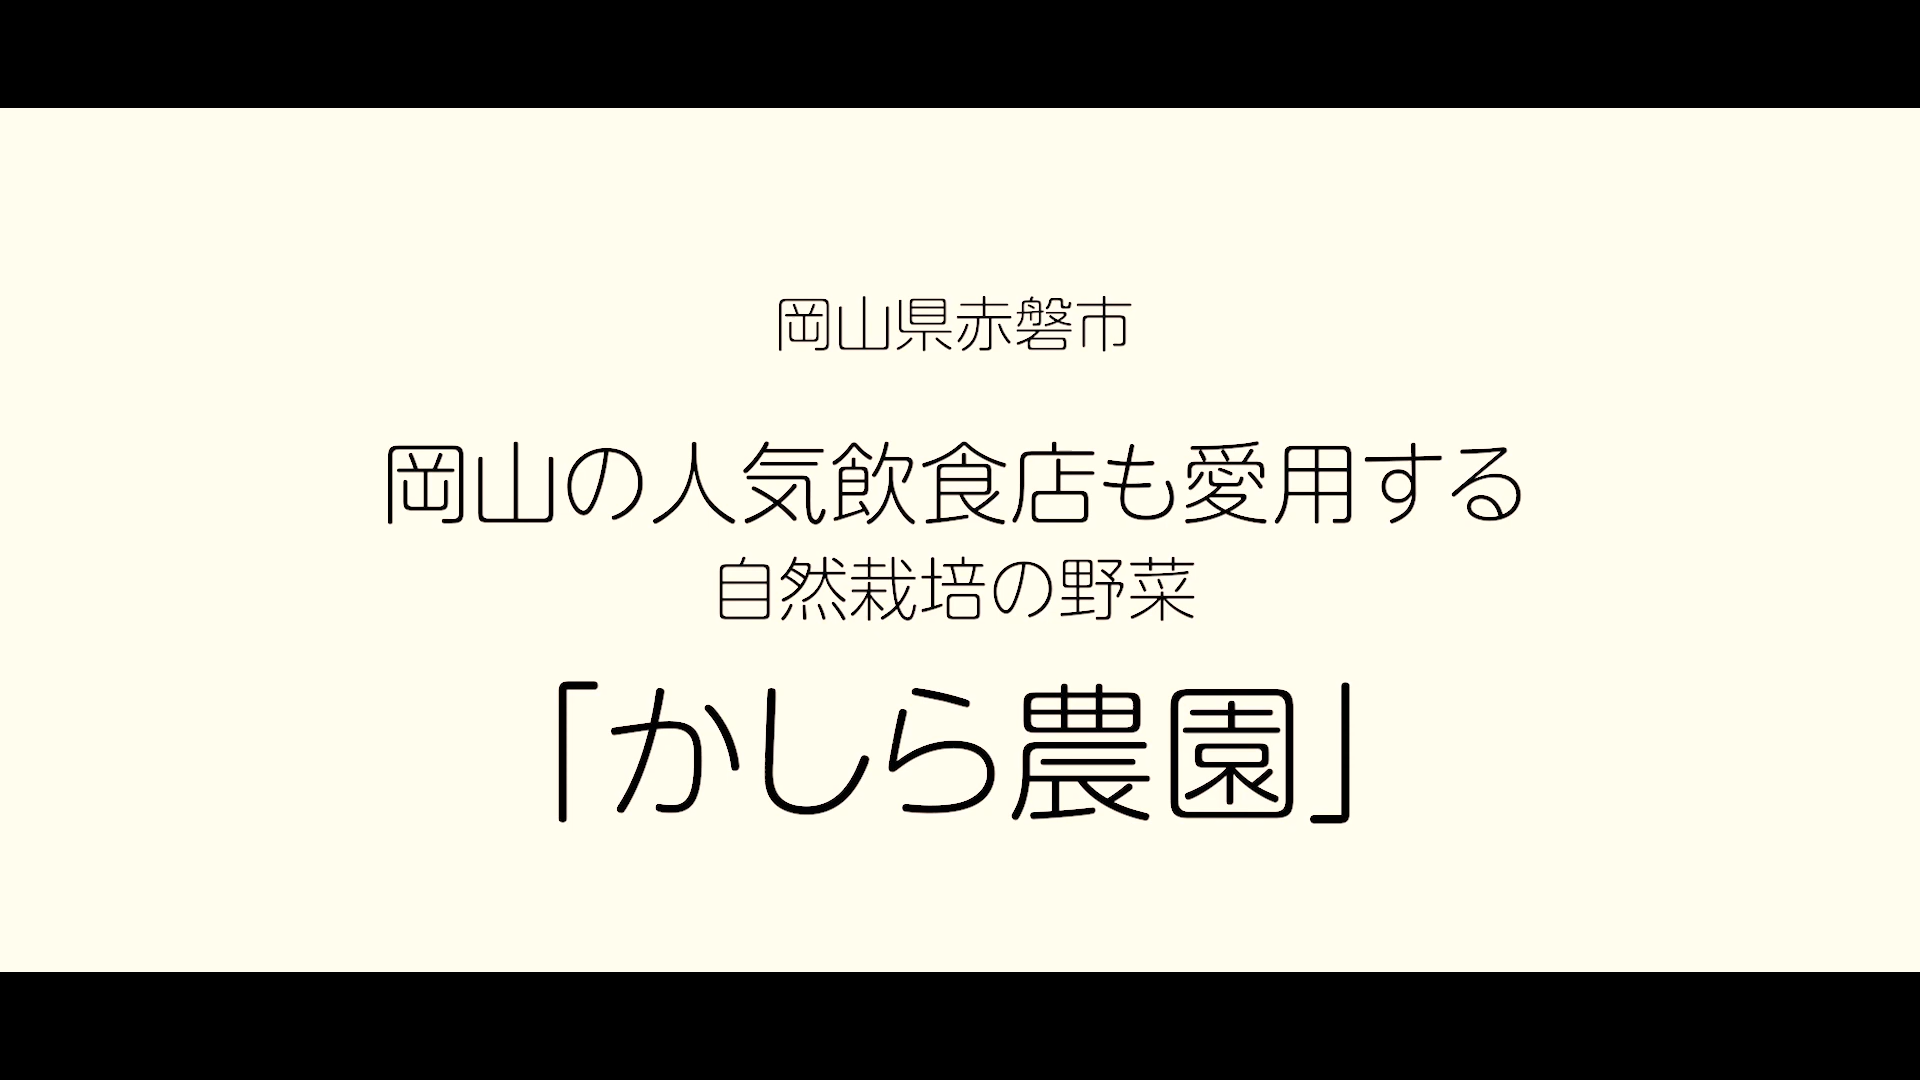 岡山県赤磐市
岡山の人気飲食店も愛用する
自然栽培の野菜
「かしら農園」